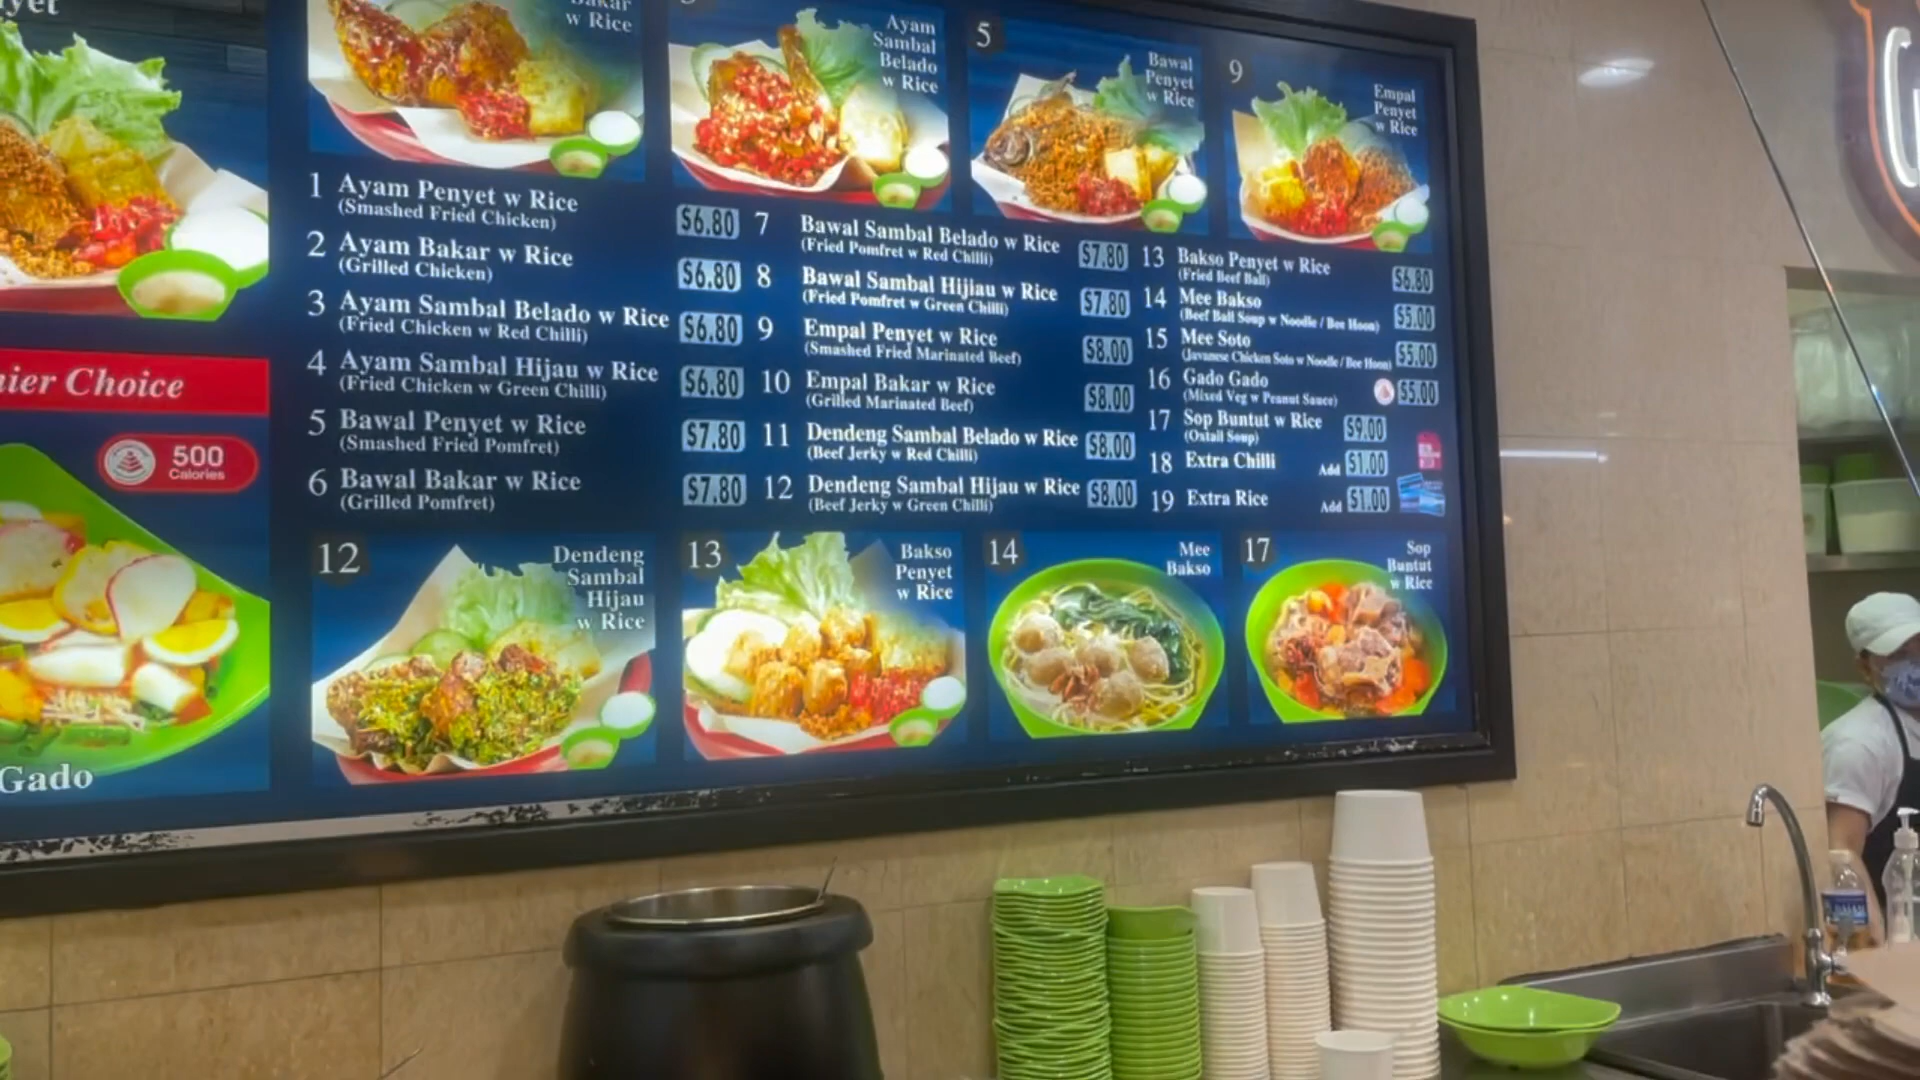 w Rice
Ayam
Sambal
Belado
w Rice
5
Bawal
Penyet
w Rice
9
Empal
Penyet
w Rice
1 Ayam Penyet w Rice
(Smashed Fried Chicken)
$6.80
2 Ayam Bakar w Rice
(Grilled Chicken)
$6.80
3 Ayam Sambal Belado w Rice
(Fried Chicken w Red Chilli)
$6.80
4 Ayam Sambal Hijau w Rice
(Fried Chicken w Green Chilli)
$6.80
5 Bawal Penyet w Rice
(Smashed Fried Pomfret)
$7.80
6 Bawal Bakar w Rice
(Grilled Pomfret)
$7.80
7 Bawal Sambal Belado w Rice
(Fried Pomfret w Red Chilli)
$7.80
8 Bawal Sambal Hijiau w Rice
(Fried Pomfret w Green Chilli)
$7.80
9 Empal Penyet w Rice
(Smashed Fried Marinated Beef)
$8.00
10 Empal Bakar w Rice
(Grilled Marinated Beef)
$8.00
11 Dendeng Sambal Belado w Rice
(Beef Jerky w Red Chilli)
$8.00
12 Dendeng Sambal Hijau w Rice
(Beef Jerky w Green Chilli)
$8.00
13 Bakso Penyet w Rice
(Fried Beef Ball)
$6.80
14 Mee Bakso
(Beef Ball Soup w Noodle / Bee Hoon)
$5.00
15 Mee Soto
(Javanese Chicken Soto w Noodle / Bee Hoon)
$5.00
16 Gado Gado
(Mixed Veg w Peanut Sauce)
$5.00
17 Sop Buntut w Rice
(Oxtail Soup)
$9.00
18 Extra Chilli Add $1.00
19 Extra Rice Add $1.00
nier Choice
500
Calories
Gado
12
Dendeng
Sambal
Hijau
w Rice
13
Bakso
Penyet
w Rice
14
Mee
Bakso
17
Sop
Buntut
w Rice